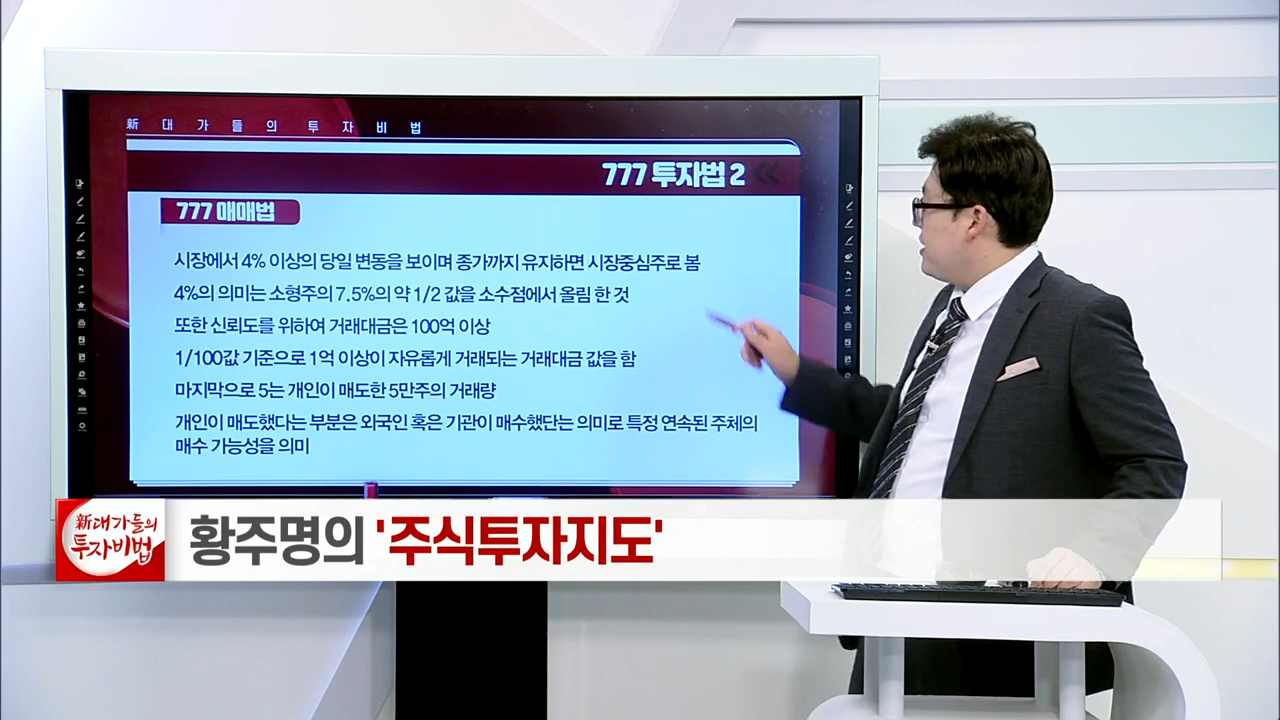 新 대 가 들 의 투 자 비 법
777 투자법 2
777 매매법
시장에서 4% 이상의 당일 변동을 보이며 종가까지 유지하면 시장중심주로 봄
4%의 의미는 소형주의 7.5%의 약 1/2 값을 소수점에서 올림 한 것
또한 신뢰도를 위하여 거래대금은 100억 이상
1/100값 기준으로 1억 이상이 자유롭게 거래되는 거래대금 값을 함
마지막으로 5는 개인이 매도한 5만주의 거래량
개인이 매도했다는 부분은 외국인 혹은 기관이 매수했단는 의미로 특정 연속된 주체의
매수 가능성을 의미
新대가들의
투자비법
황주명의 '주식투자지도'